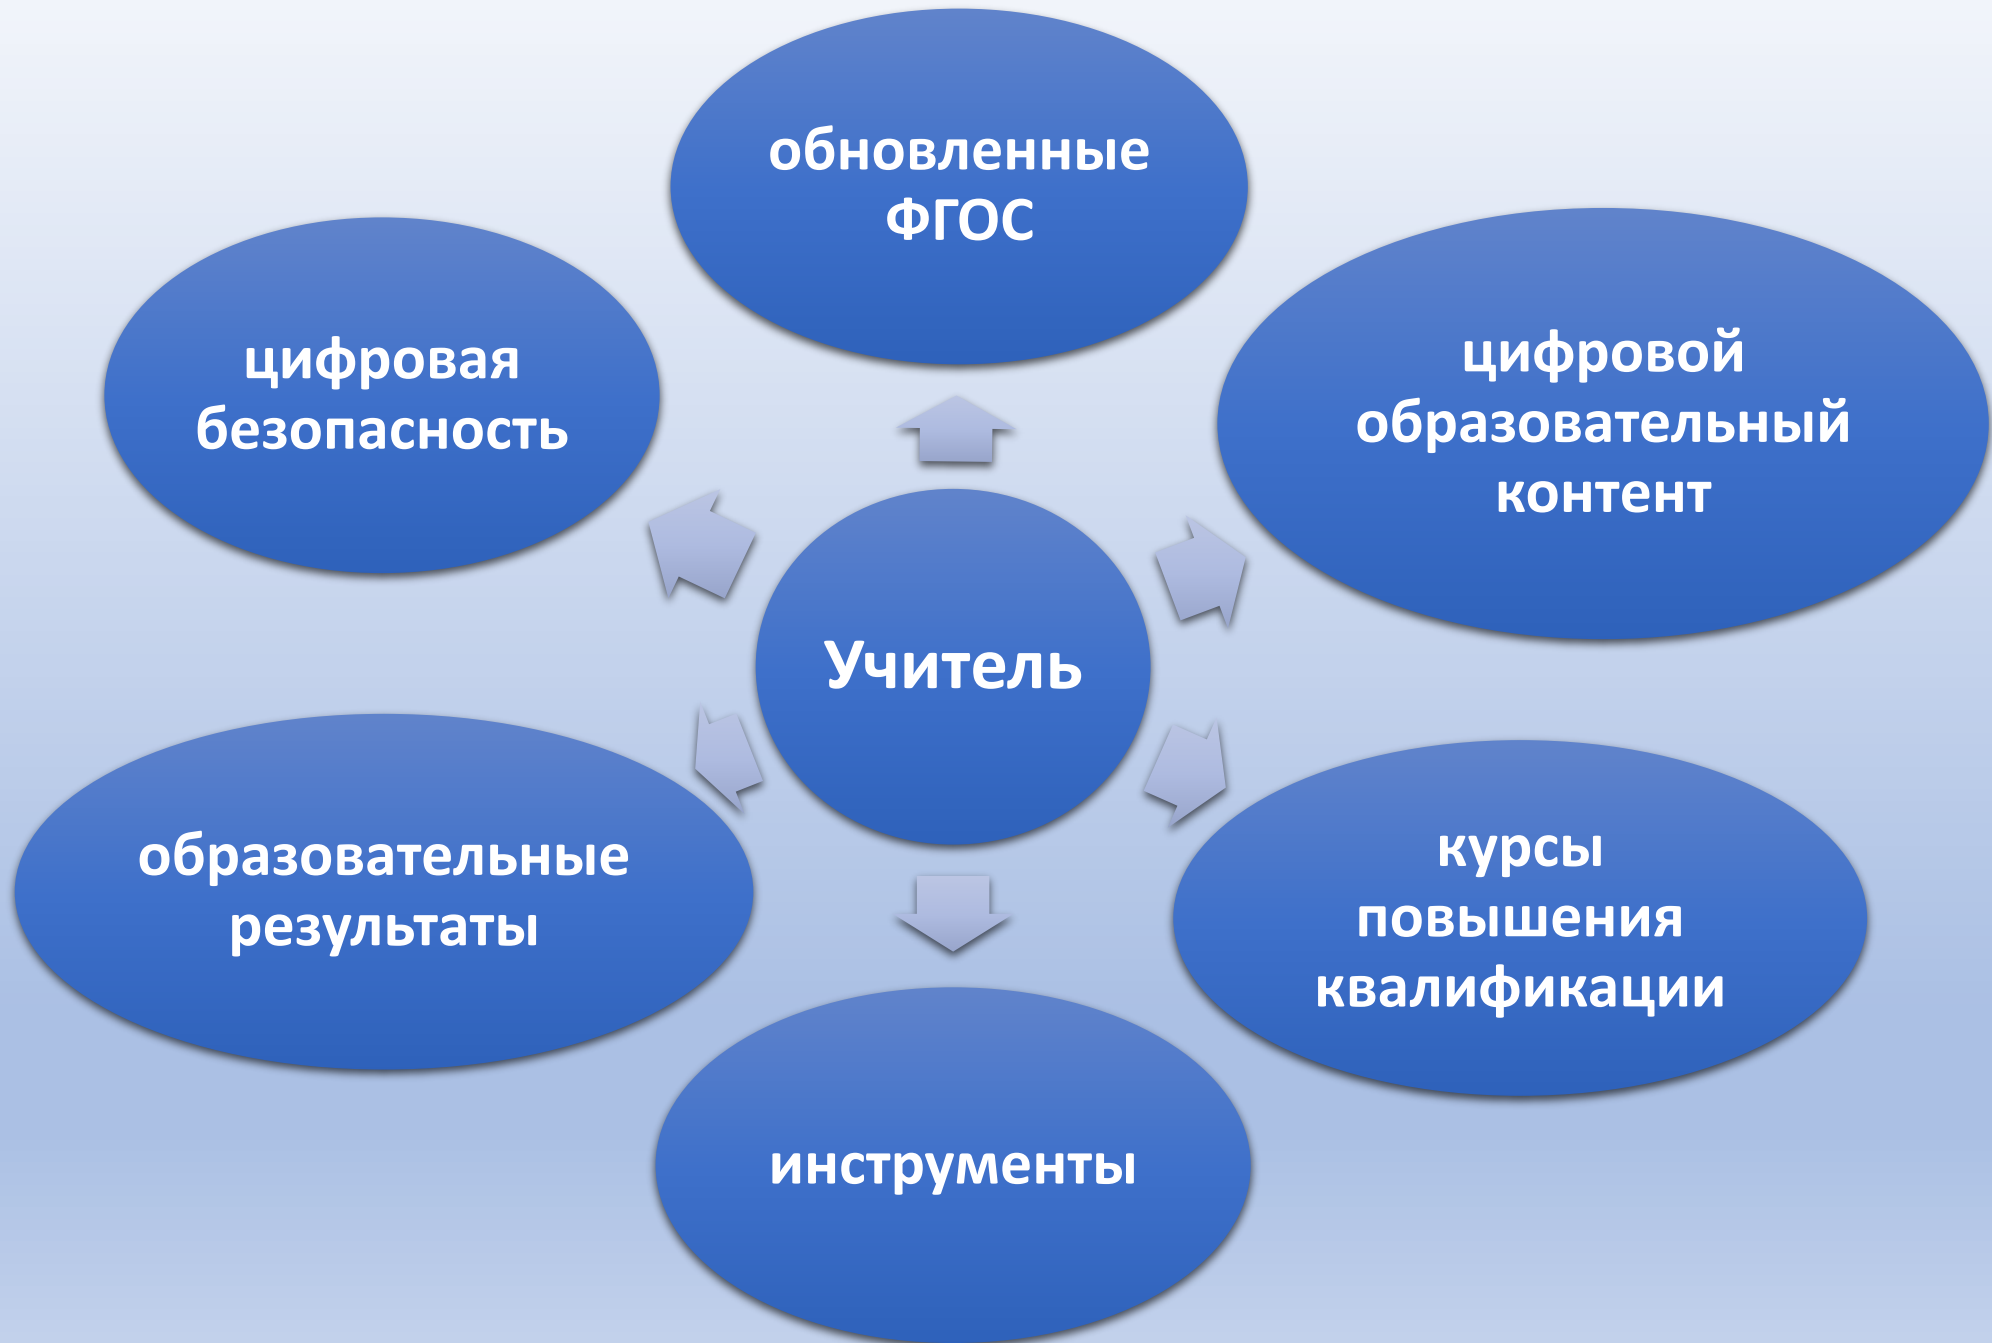 обновленные
ФГОС
цифровая
безопасность
цифровой
образовательный
контент
Учитель
образовательные
результаты
курсы
повышения
квалификации
инструменты